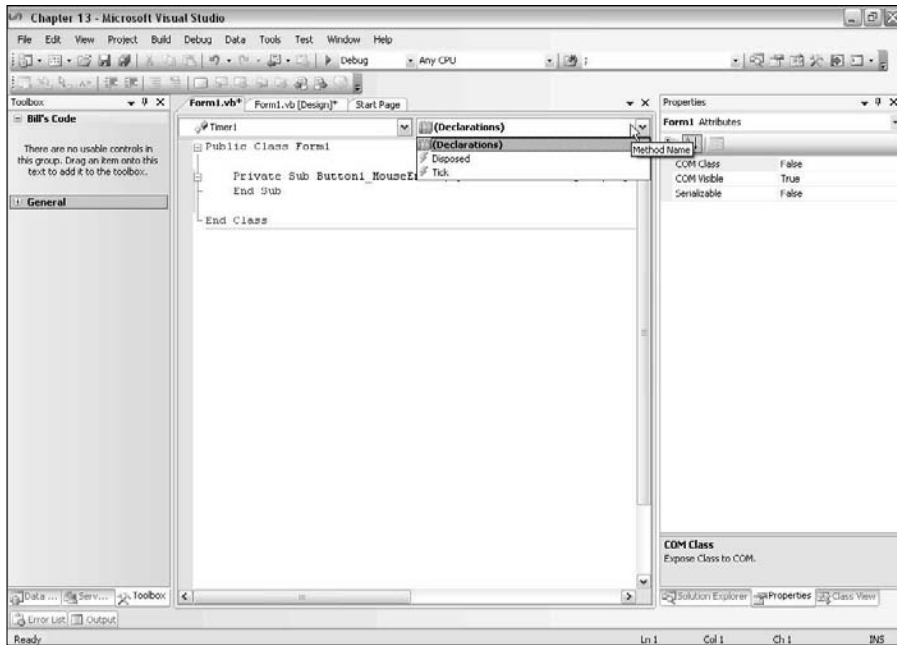 Chapter 13 - Microsoft Visual Studio
File Edit View Project Build Debug Data Tools Test Window Help
Debug Any CPU
Toolbox
Bill's Code
There are no usable controls in
this group. Drag an item onto this
text to add it to the toolbox.
General
Form1.vb* Form1.vb [Design]* Start Page
Timer1 (Declarations)
(Declarations)
Disposed
Tick
Method Name
Public Class Form1
Private Sub Button1_MouseE
End Sub
End Class
Properties
Form1 Attributes
COM Class False
COM Visible True
Serializable False
COM Class
Expose Class to COM.
Data ... Serv... Toolbox
Solution Explorer Properties Class View
Error List Output
Ready Ln 1 Col 1 Ch 1 INS